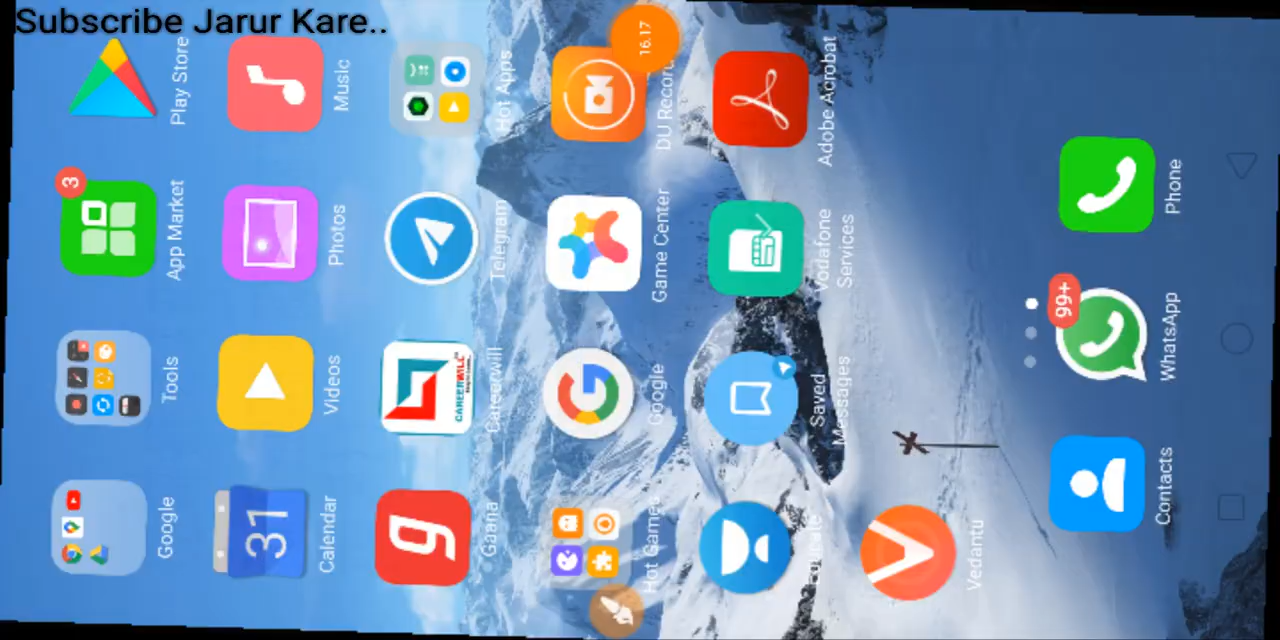 Subscribe Jarur Kare..
Google
Tools
App Market
3
Play Store
31
Calendar
Videos
Photos
Music
g
Gaana
CAREERWILL
Careerwill
Telegram
Hot Apps
Hot Games
Google
Game Center
DU Recor
16:17
Saved
Messages
Vodafone
Services
Adobe Acrobat
Vedantu
Contacts
99+
WhatsApp
Phone